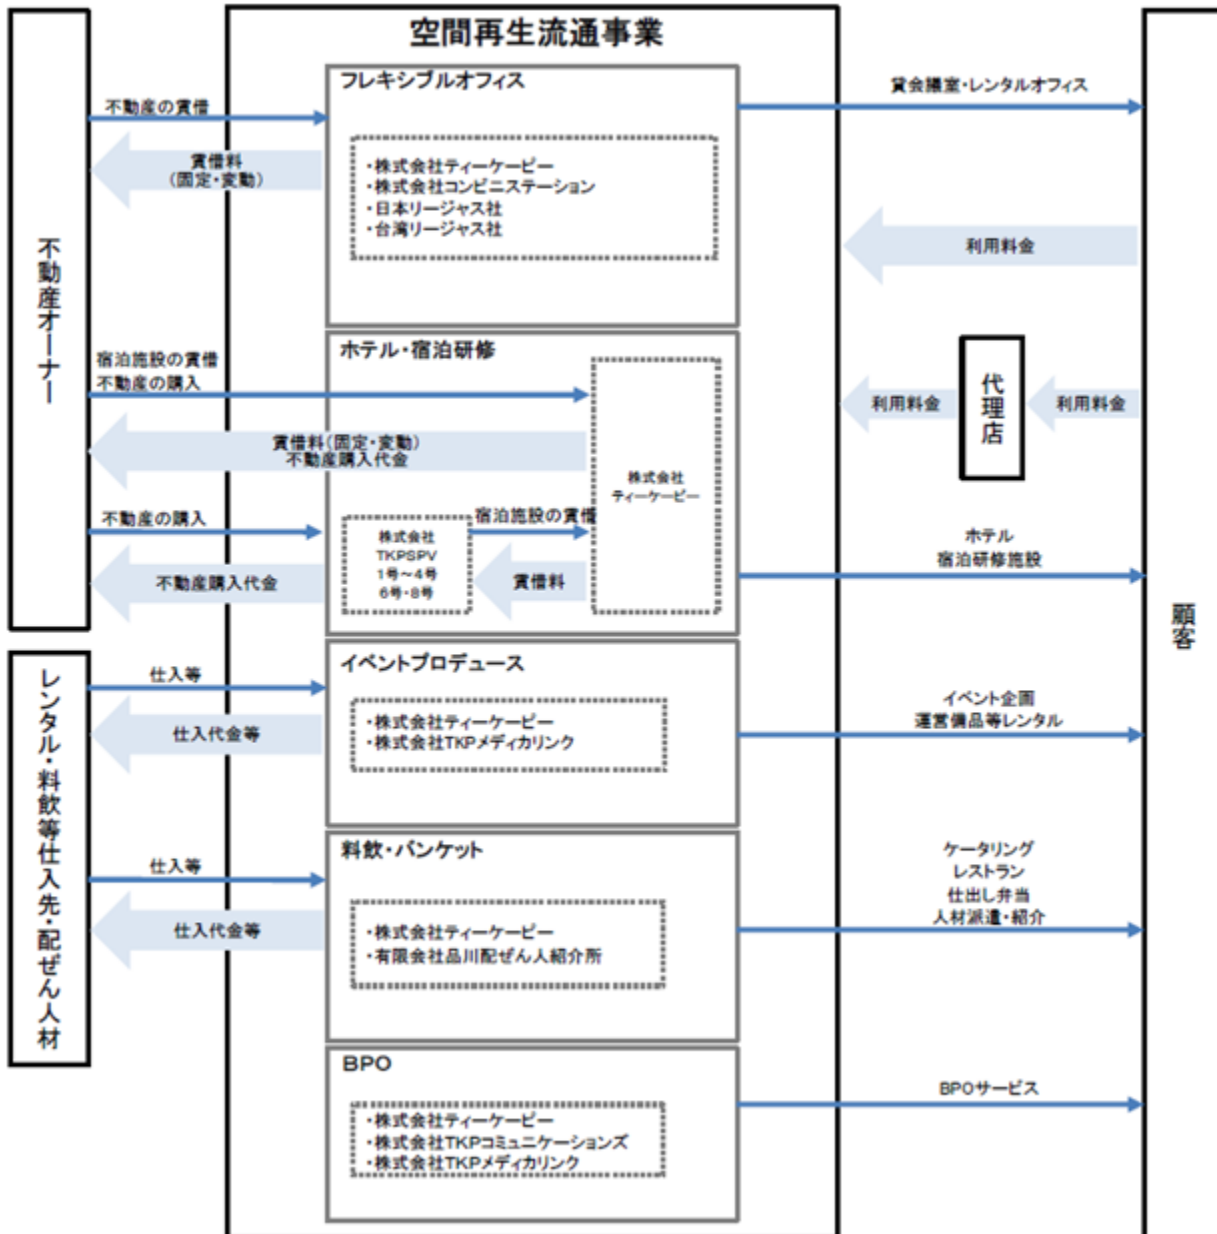 空間再生流通事業
不動産オーナー
レンタル・料飲等仕入先・配ぜん人材
顧客
代理店
フレキシブルオフィス
不動産の賃借
賃借料
(固定・変動)
・株式会社ティーケーピー
・株式会社コンビニステーション
・日本リージャス社
・台湾リージャス社
貸会議室・レンタルオフィス
利用料金
利用料金
利用料金
ホテル・宿泊研修
宿泊施設の賃借
不動産の購入
賃借料(固定・変動)
不動産購入代金
株式会社
ティーケーピー
不動産の購入
不動産購入代金
株式会社
TKPSPV
1号～4号
6号・8号
宿泊施設の賃借
賃借料
ホテル
宿泊研修施設
イベントプロデュース
仕入等
仕入代金等
・株式会社ティーケーピー
・株式会社TKPメディカリンク
イベント企画
運営備品等レンタル
料飲・バンケット
仕入等
仕入代金等
・株式会社ティーケーピー
・有限会社品川配ぜん人紹介所
ケータリング
レストラン
仕出し弁当
人材派遣・紹介
BPO
・株式会社ティーケーピー
・株式会社TKPコミュニケーションズ
・株式会社TKPメディカリンク
BPOサービス